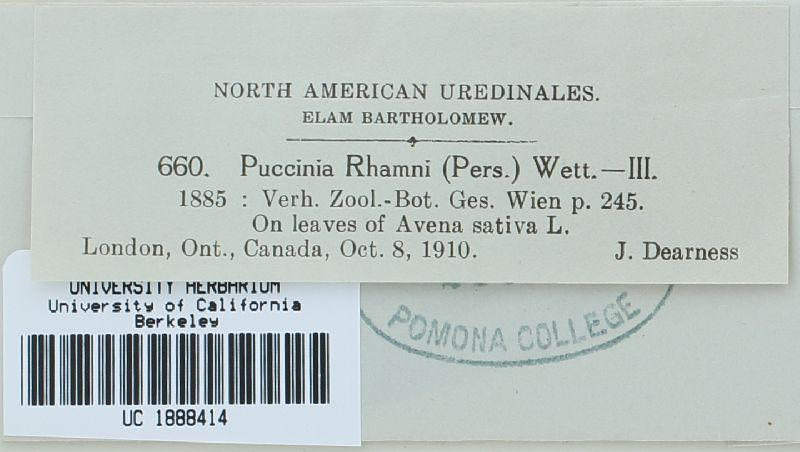 NORTH AMERICAN UREDINALES.
ELAM BARTHOLOMEW.
660. Puccinia Rhamni (Pers.) Wett.—III.
1885 : Verh. Zool.-Bot. Ges. Wien p. 245.
On leaves of Avena sativa L.
London, Ont., Canada, Oct. 8, 1910. J. Dearness
UNIVERSITY HERBARIUM
University of California
Berkeley
UC 1888414
POMONA COLLEGE